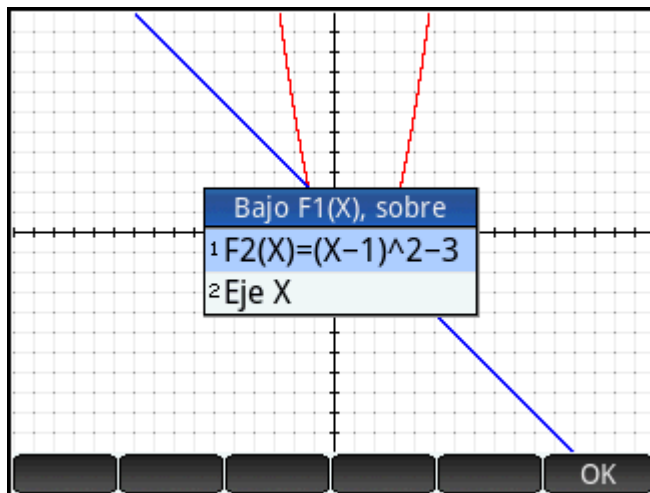 Bajo F1(X), sobre
1 F2(X)=(X−1)^2−3
2 Eje X
OK